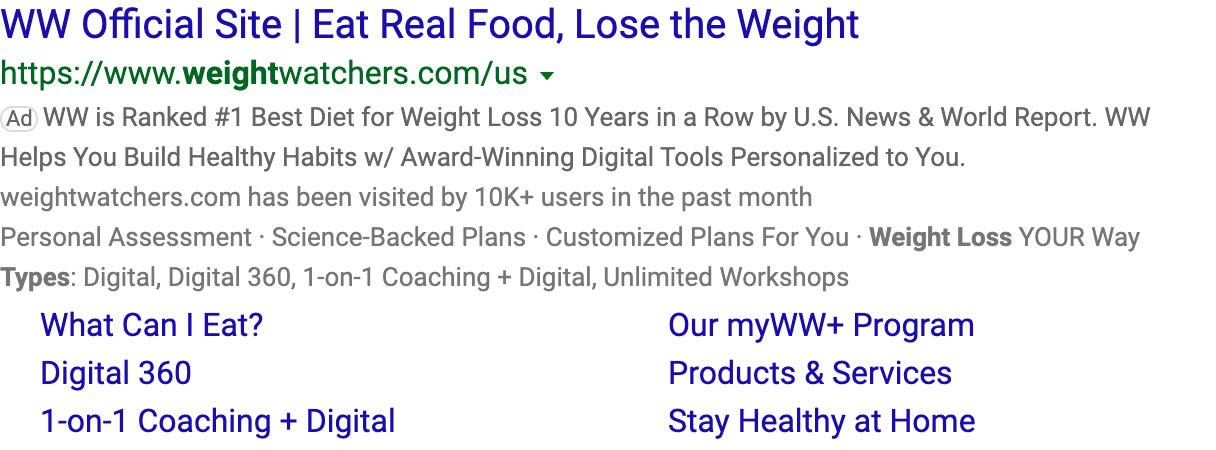 WW Official Site | Eat Real Food, Lose the Weight
https://www.weightwatchers.com/us
Ad WW is Ranked #1 Best Diet for Weight Loss 10 Years in a Row by U.S. News & World Report. WW
Helps You Build Healthy Habits w/ Award-Winning Digital Tools Personalized to You.
weightwatchers.com has been visited by 10K+ users in the past month
Personal Assessment · Science-Backed Plans · Customized Plans For You · Weight Loss YOUR Way
Types: Digital, Digital 360, 1-on-1 Coaching + Digital, Unlimited Workshops
What Can I Eat? Our myWW+ Program
Digital 360 Products & Services
1-on-1 Coaching + Digital Stay Healthy at Home